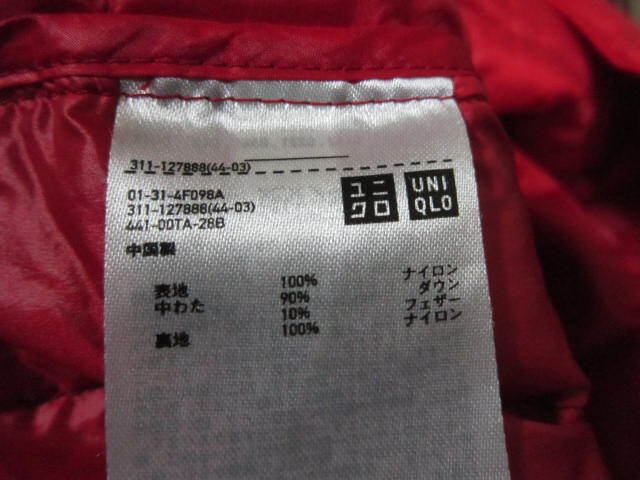 311-127888(44-03)
01-31-4F098A
311-127888(44-03)
441-00TA-28B
ユニクロ
UNIQLO
中国製
表地 100% ナイロン
中わた 90% ダウン
10% フェザー
裏地 100% ナイロン